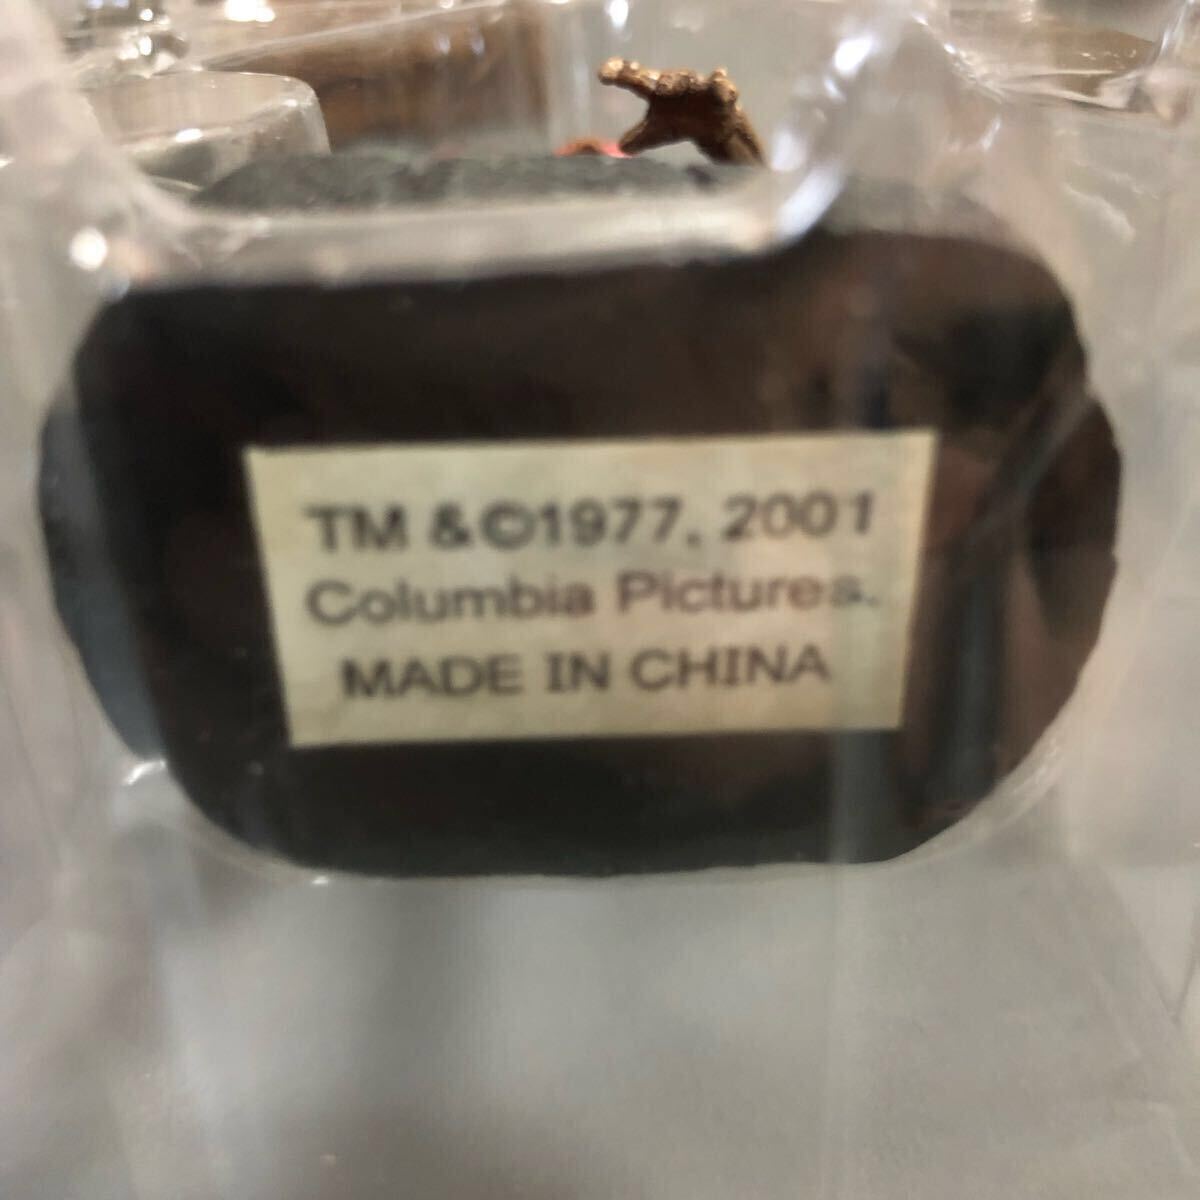 TM &©1977, 2001
Columbia Pictures.
MADE IN CHINA